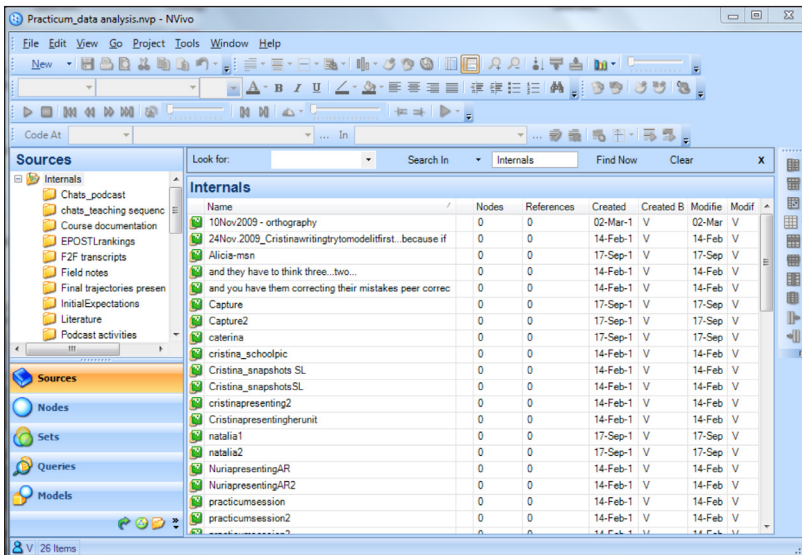 Practicum_data analysis.nvp - NVivo
File Edit View Go Project Tools Window Help
New
A B I U
Code At ... In ...
Sources
Internals
Chats_podcast
chats_teaching sequenc
Course documentation
EPOSTLrankings
F2F transcripts
Field notes
Final trajectories presen
InitialExpectations
Literature
Podcast activities
Sources
Nodes
Sets
Queries
Models
Look for: Search In Internals Find Now Clear x
Internals
Name Nodes References Created Created B Modifie Modif
10Nov2009 - orthography 0 0 02-Mar-1 V 02-Mar V
24Nov.2009_Cristinawritingtrytomodelitfirst...because if 0 0 14-Feb-1 V 14-Feb V
Alicia-msn 0 0 17-Sep-1 V 17-Sep V
and they have to think three...two... 0 0 14-Feb-1 V 14-Feb V
and you have them correcting their mistakes peer correc 0 0 14-Feb-1 V 14-Feb V
Capture 0 0 17-Sep-1 V 17-Sep V
Capture2 0 0 17-Sep-1 V 17-Sep V
caterina 0 0 17-Sep-1 V 17-Sep V
cristina_schoolpic 0 0 14-Feb-1 V 14-Feb V
Cristina_snapshots SL 0 0 14-Feb-1 V 14-Feb V
Cristina_snapshotsSL 0 0 14-Feb-1 V 14-Feb V
cristinapresenting2 0 0 14-Feb-1 V 14-Feb V
Cristinapresentingherunit 0 0 14-Feb-1 V 14-Feb V
natalia1 0 0 17-Sep-1 V 17-Sep V
natalia2 0 0 17-Sep-1 V 17-Sep V
NuriapresentingAR 0 0 14-Feb-1 V 14-Feb V
NuriapresentingAR2 0 0 14-Feb-1 V 14-Feb V
practicumsession 0 0 14-Feb-1 V 14-Feb V
practicumsession2 0 0 14-Feb-1 V 14-Feb V
V 26 Items